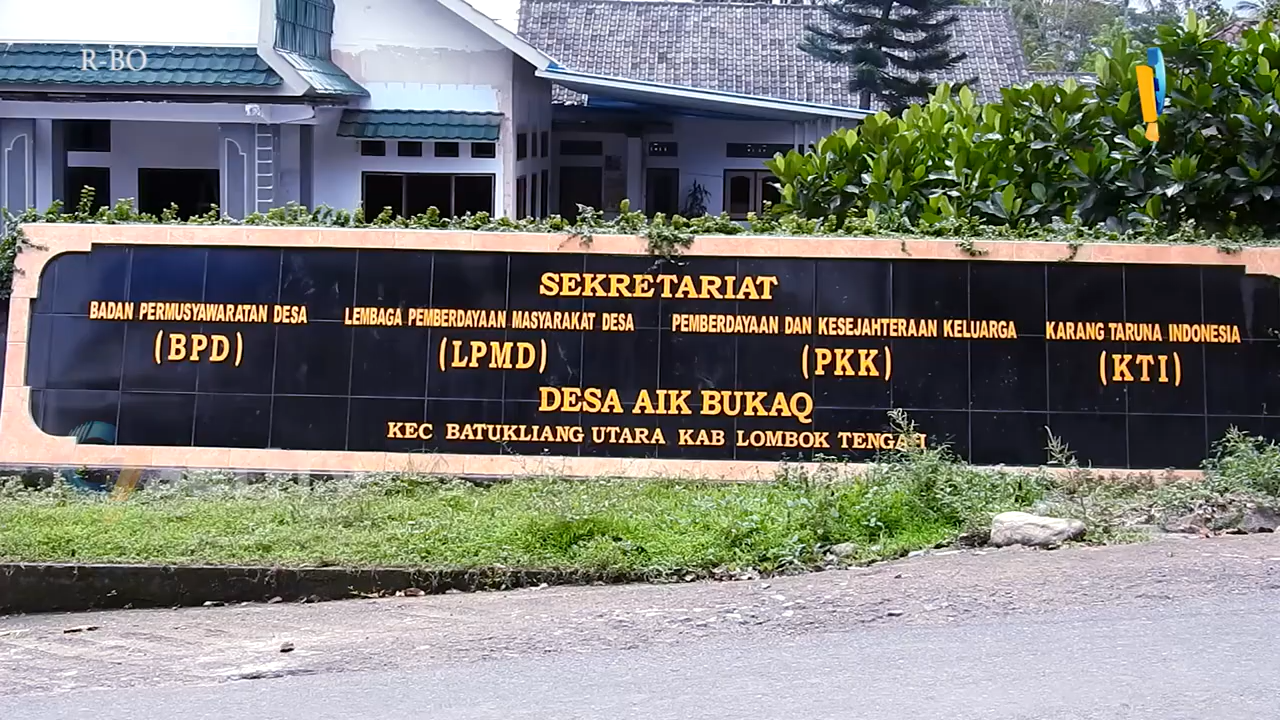 R-BO
SEKRETARIAT
BADAN PERMUSYAWARATAN DESA
(BPD)
LEMBAGA PEMBERDAYAAN MASYARAKAT DESA
(LPMD)
PEMBERDAYAAN DAN KESEJAHTERAAN KELUARGA
(PKK)
KARANG TARUNA INDONESIA
(KTI)
DESA AIK BUKAQ
KEC BATUKLIANG UTARA KAB LOMBOK TENGAH